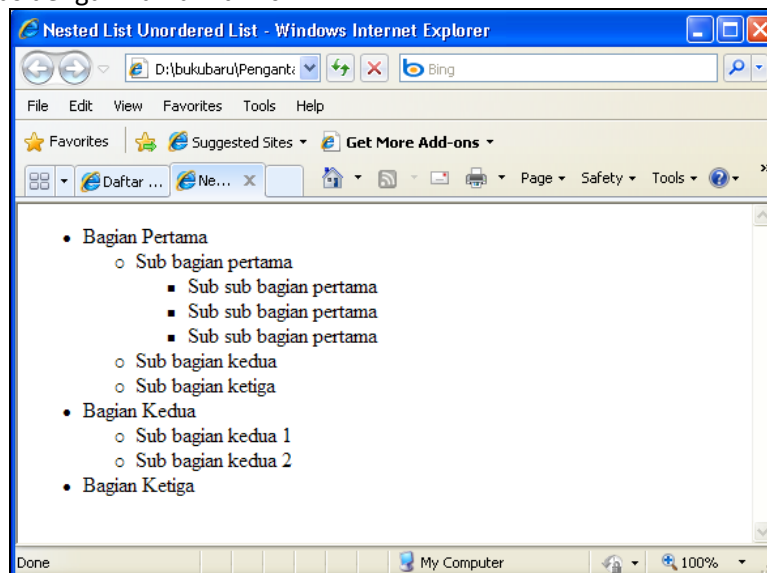 Nested List Unordered List - Windows Internet Explorer
D:\bukubaru\Penganta
Bing
File Edit View Favorites Tools Help
Favorites Suggested Sites Get More Add-ons
Daftar ... Ne... Page Safety Tools
Bagian Pertama
Sub bagian pertama
Sub sub bagian pertama
Sub sub bagian pertama
Sub sub bagian pertama
Sub bagian kedua
Sub bagian ketiga
Bagian Kedua
Sub bagian kedua 1
Sub bagian kedua 2
Bagian Ketiga
Done My Computer 100%